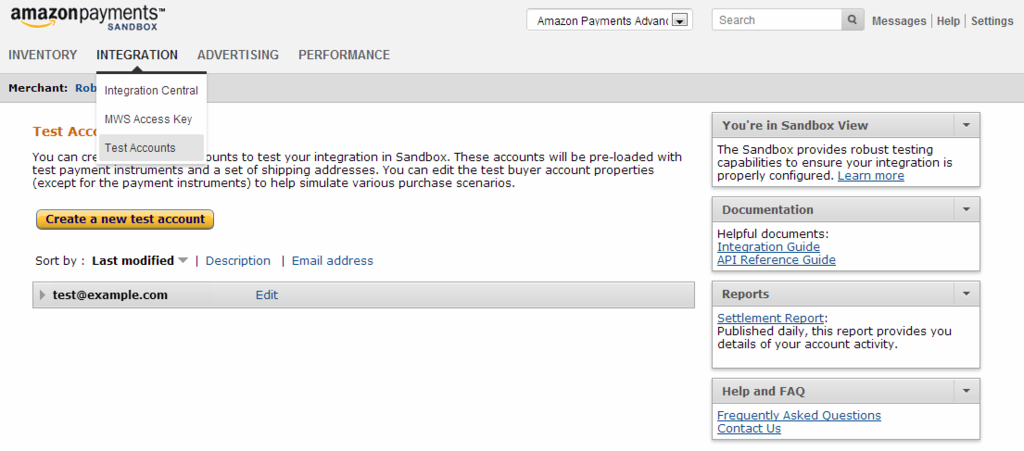 amazonpayments™
SANDBOX
Amazon Payments Advanc
Search
Messages | Help | Settings
INVENTORY INTEGRATION ADVERTISING PERFORMANCE
Merchant: Rob
Integration Central
MWS Access Key
Test Accounts
Test Acc
You can cre ounts to test your integration in Sandbox. These accounts will be pre-loaded with
test payment instruments and a set of shipping addresses. You can edit the test buyer account properties
(except for the payment instruments) to help simulate various purchase scenarios.
Create a new test account
Sort by : Last modified | Description | Email address
test@example.com Edit
You're in Sandbox View
The Sandbox provides robust testing
capabilities to ensure your integration is
properly configured. Learn more
Documentation
Helpful documents:
Integration Guide
API Reference Guide
Reports
Settlement Report:
Published daily, this report provides you
details of your account activity.
Help and FAQ
Frequently Asked Questions
Contact Us